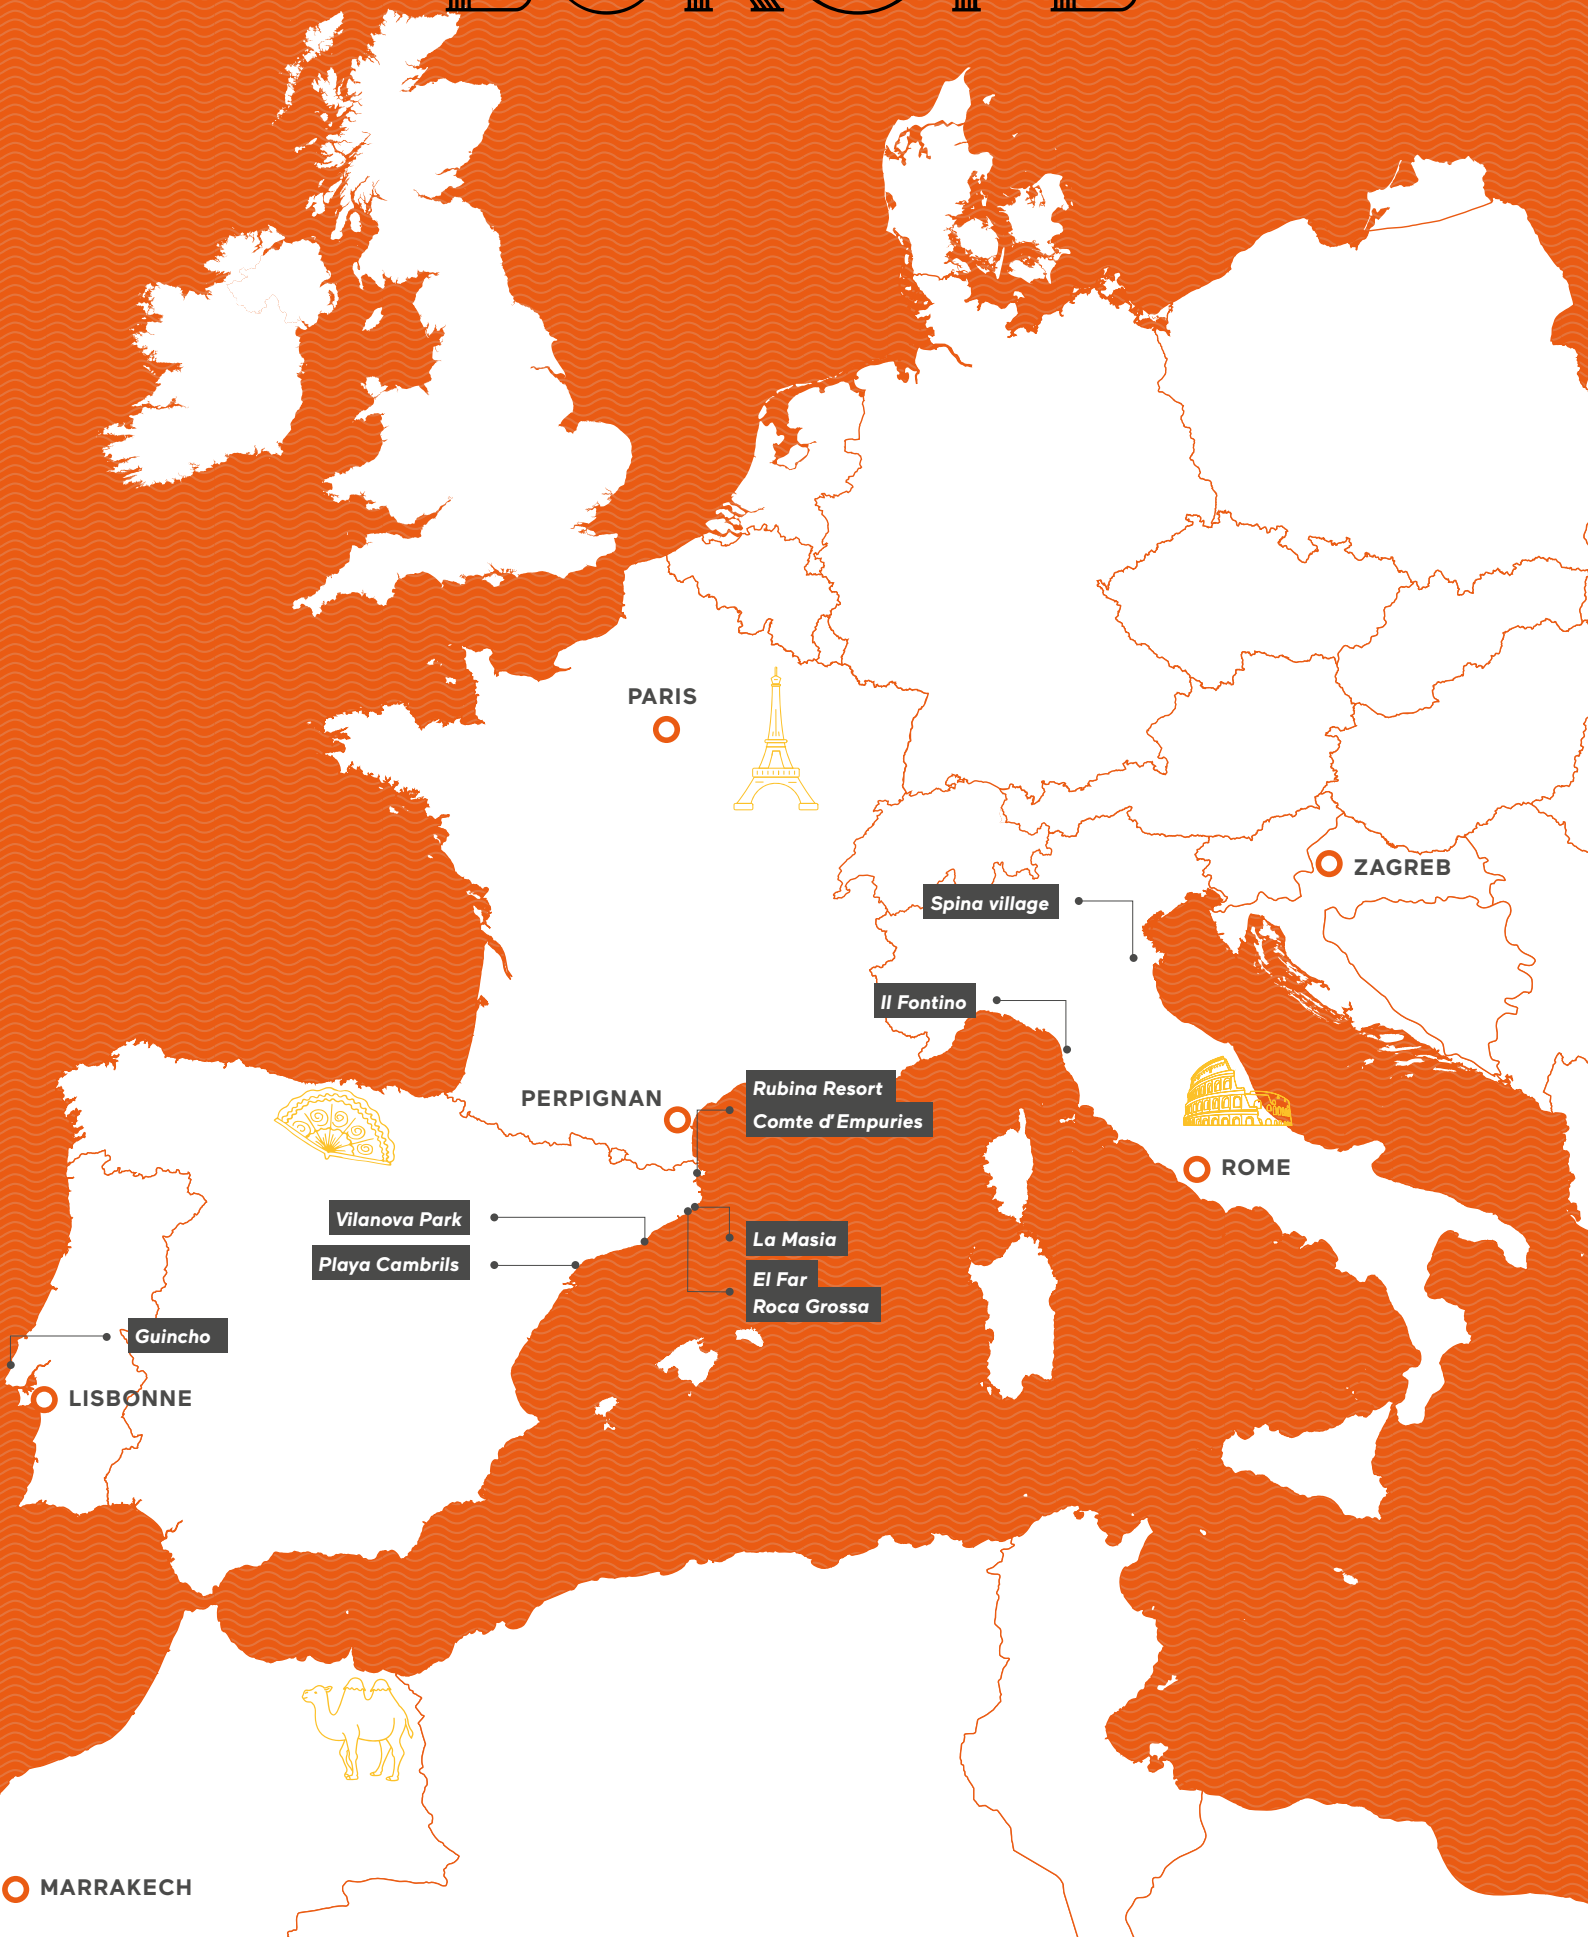 PARIS
ZAGREB
Spina village
Il Fontino
Rubina Resort
PERPIGNAN
Comte d'Empuries
ROME
Vilanova Park
La Masia
Playa Cambrils
El Far
Roca Grossa
Guincho
LISBONNE
MARRAKECH